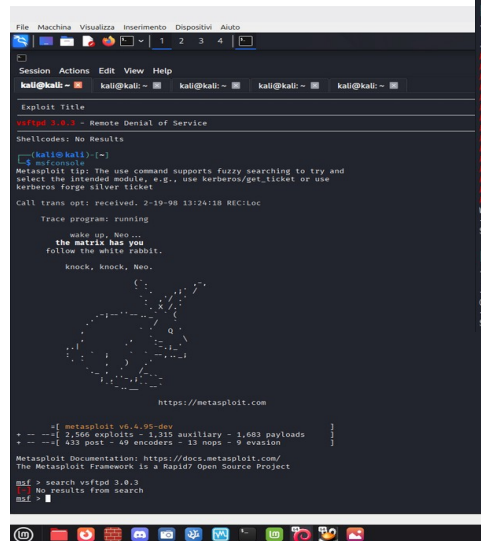 File Macchina Visualizza Inserimento Dispositivi Aiuto
1 2 3 4
Session Actions Edit View Help
kali@kali: ~ kali@kali: ~ kali@kali: ~ kali@kali: ~ kali@kali: ~
Exploit Title
vsftpd 3.0.3 - Remote Denial of Service
Shellcodes: No Results
(kali㉿kali)-[~]
$ msfconsole
Metasploit tip: The use command supports fuzzy searching to try and
select the intended module, e.g., use kerberos/get_ticket or use
kerberos forge silver ticket
Call trans opt: received. 2-19-98 13:24:18 REC:Loc
Trace program: running
wake up, Neo...
the matrix has you
follow the white rabbit.
knock, knock, Neo.
https://metasploit.com
=[ metasploit v6.4.95-dev ]
+ -- --=[ 2,566 exploits - 1,315 auxiliary - 1,683 payloads ]
+ -- --=[ 433 post - 49 encoders - 13 nops - 9 evasion ]
Metasploit Documentation: https://docs.metasploit.com/
The Metasploit Framework is a Rapid7 Open Source Project
msf > search vsftpd 3.0.3
[-] No results from search
msf >